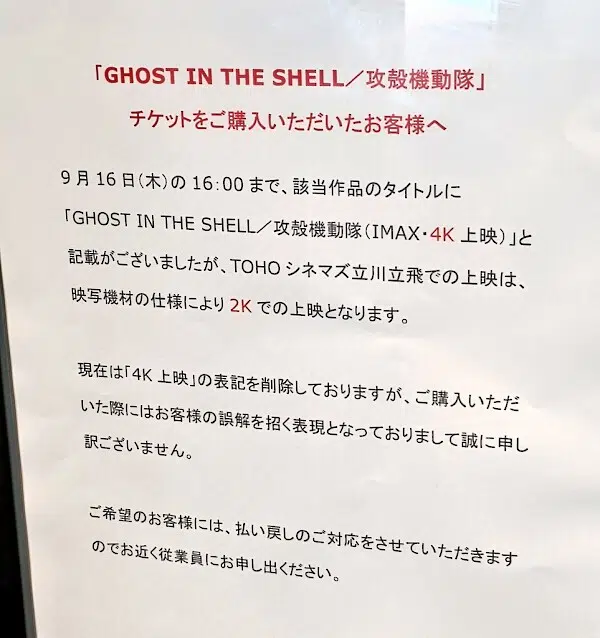 「GHOST IN THE SHELL／攻殻機動隊」
チケットをご購入いただいたお客様へ
9月16日(木)の16:00まで、該当作品のタイトルに
「GHOST IN THE SHELL／攻殻機動隊(IMAX・4K上映)」と
記載がございましたが、TOHOシネマズ立川立飛での上映は、
映写機材の仕様により2Kでの上映となります。
現在は「4K上映」の表記を削除しておりますが、ご購入いただ
いた際にはお客様の誤解を招く表現となっておりまして誠に申し
訳ございません。
ご希望のお客様には、払い戻しのご対応をさせていただきます
のでお近く従業員にお申し出ください。